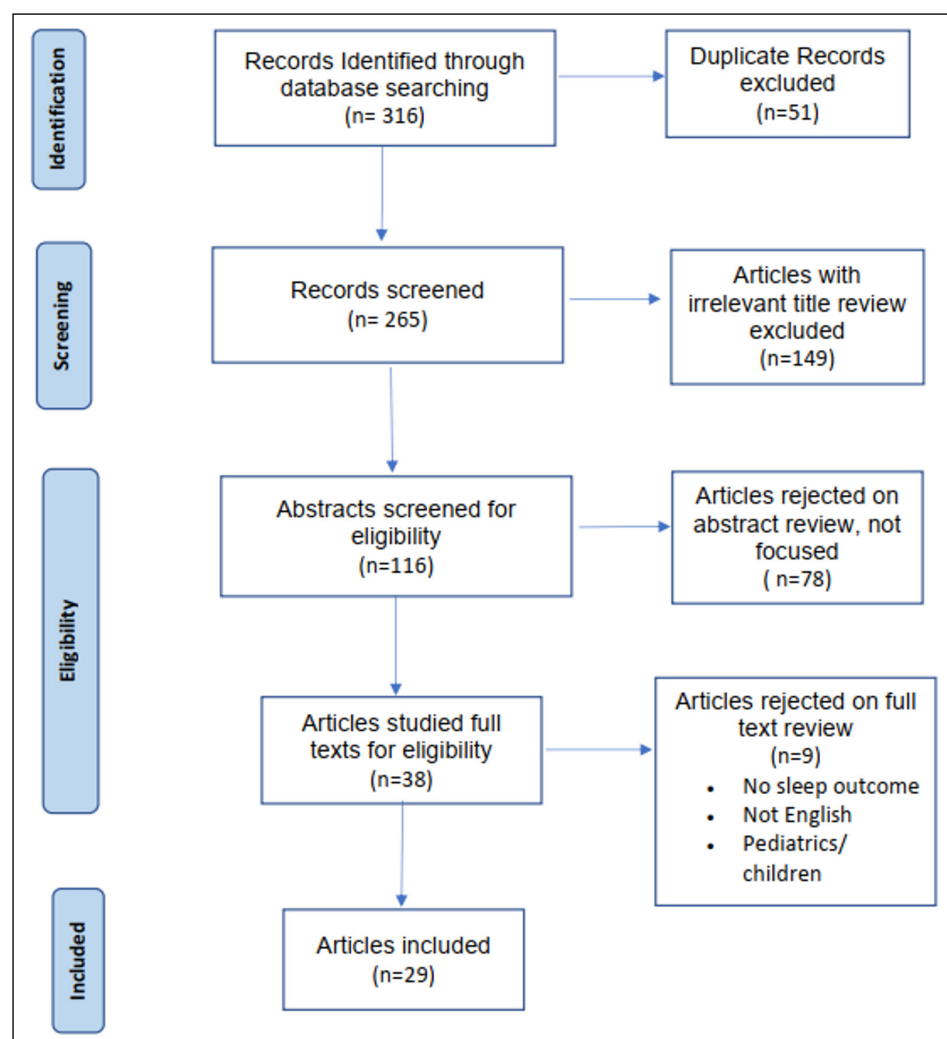 Identification
Records Identified through
database searching
(n= 316)
Duplicate Records
excluded
(n=51)
Screening
Records screened
(n= 265)
Articles with
irrelevant title review
excluded
(n=149)
Eligibility
Abstracts screened for
eligibility
(n=116)
Articles rejected on
abstract review, not
focused
( n=78)
Articles studied full
texts for eligibility
(n=38)
Articles rejected on full
text review
(n=9)
• No sleep outcome
• Not English
• Pediatrics/
children
Included
Articles included
(n=29)